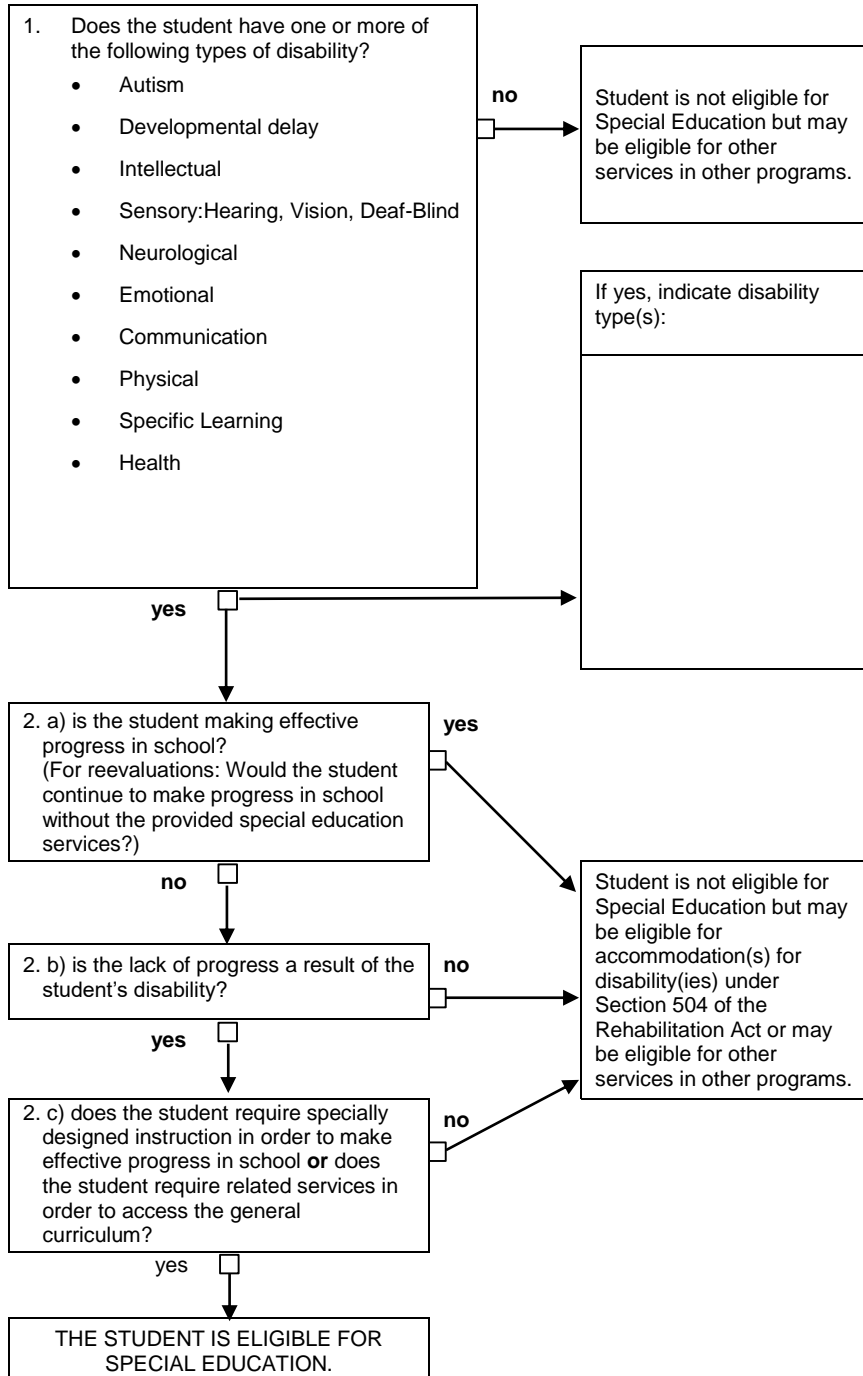 1. Does the student have one or more of
the following types of disability?
• Autism
• Developmental delay
• Intellectual
• Sensory:Hearing, Vision, Deaf-Blind
• Neurological
• Emotional
• Communication
• Physical
• Specific Learning
• Health
no
Student is not eligible for
Special Education but may
be eligible for other
services in other programs.
If yes, indicate disability
type(s):
yes
2. a) is the student making effective
progress in school?
(For reevaluations: Would the student
continue to make progress in school
without the provided special education
services?)
yes
no
2. b) is the lack of progress a result of the
student's disability?
no
yes
Student is not eligible for
Special Education but may
be eligible for
accommodation(s) for
disability(ies) under
Section 504 of the
Rehabilitation Act or may
be eligible for other
services in other programs.
2. c) does the student require specially
designed instruction in order to make
effective progress in school or does
the student require related services in
order to access the general
curriculum?
no
yes
THE STUDENT IS ELIGIBLE FOR
SPECIAL EDUCATION.